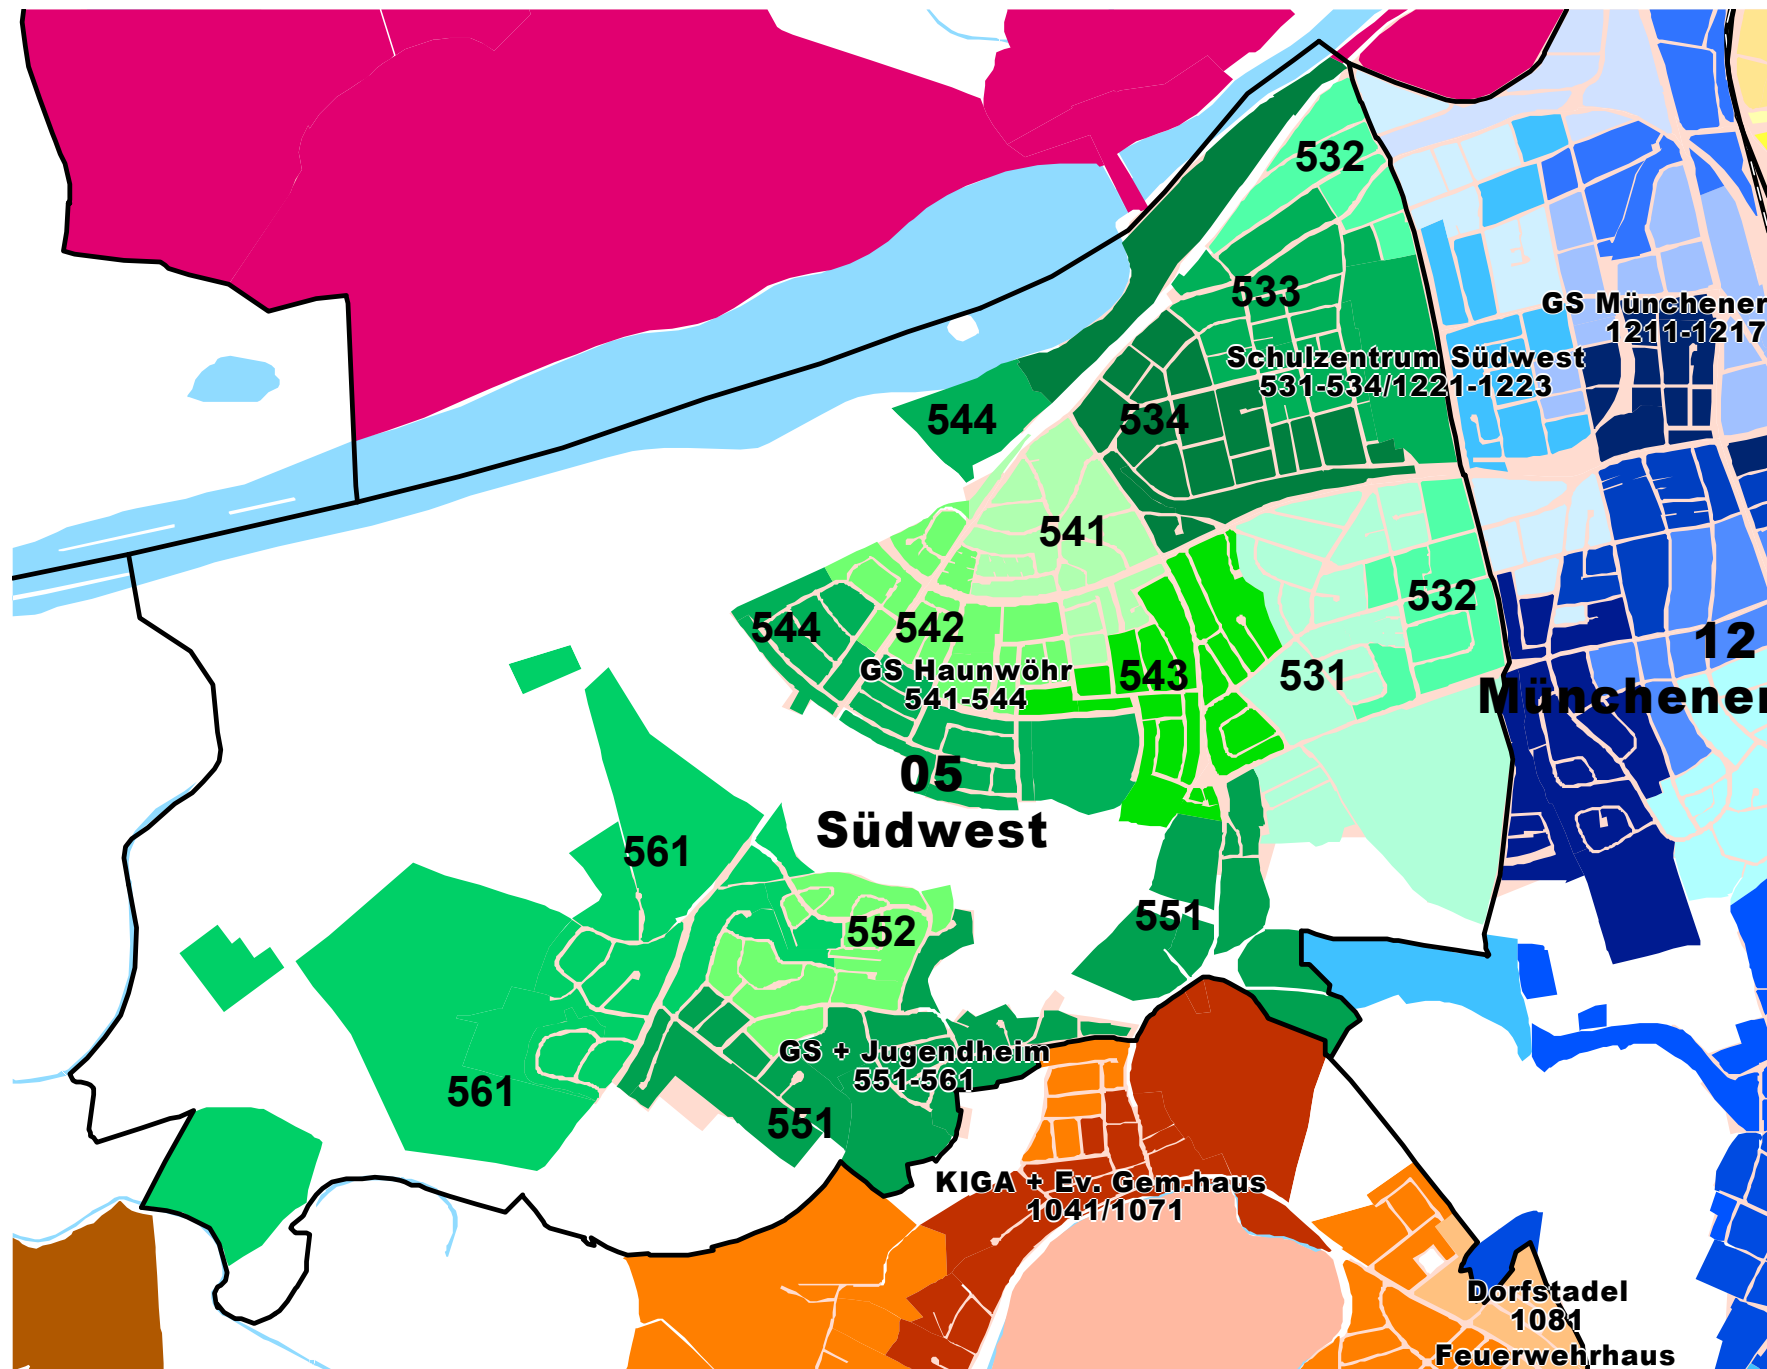 532
533
GS Münchener
1211-1217
Schulzentrum Südwest
531-534/1221-1223
544
534
541
532
544
542
GS Haunwöhr
541-544
543
531
12
Münchener
05
Südwest
561
552
551
GS + Jugendheim
551-561
561
551
KIGA + Ev. Gem.haus
1041/1071
Dorfstadel
1081
Feuerwehrhaus